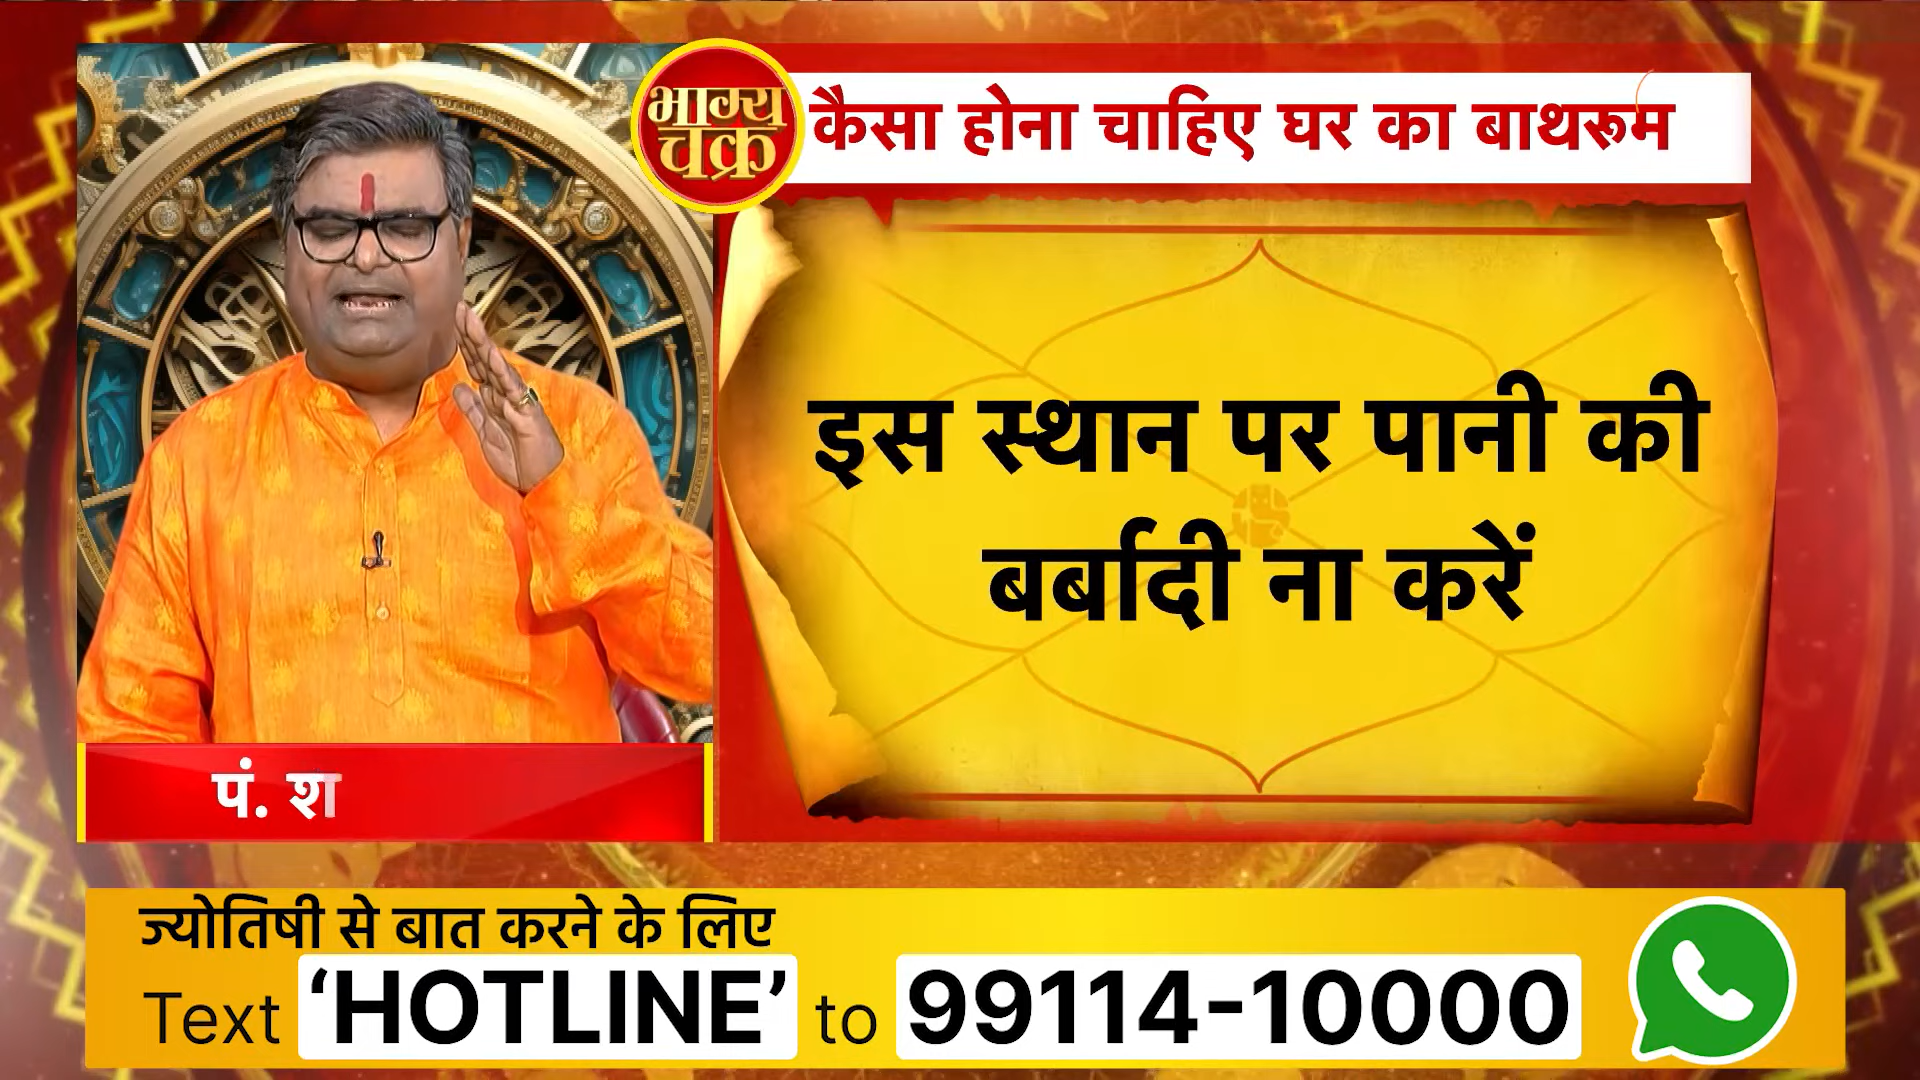 भाग्य
चक्र
कैसा होना चाहिए घर का बाथरूम
इस स्थान पर पानी की
बर्बादी ना करें
पं. श
ज्योतिषी से बात करने के लिए
Text ‘HOTLINE’ to 99114-10000